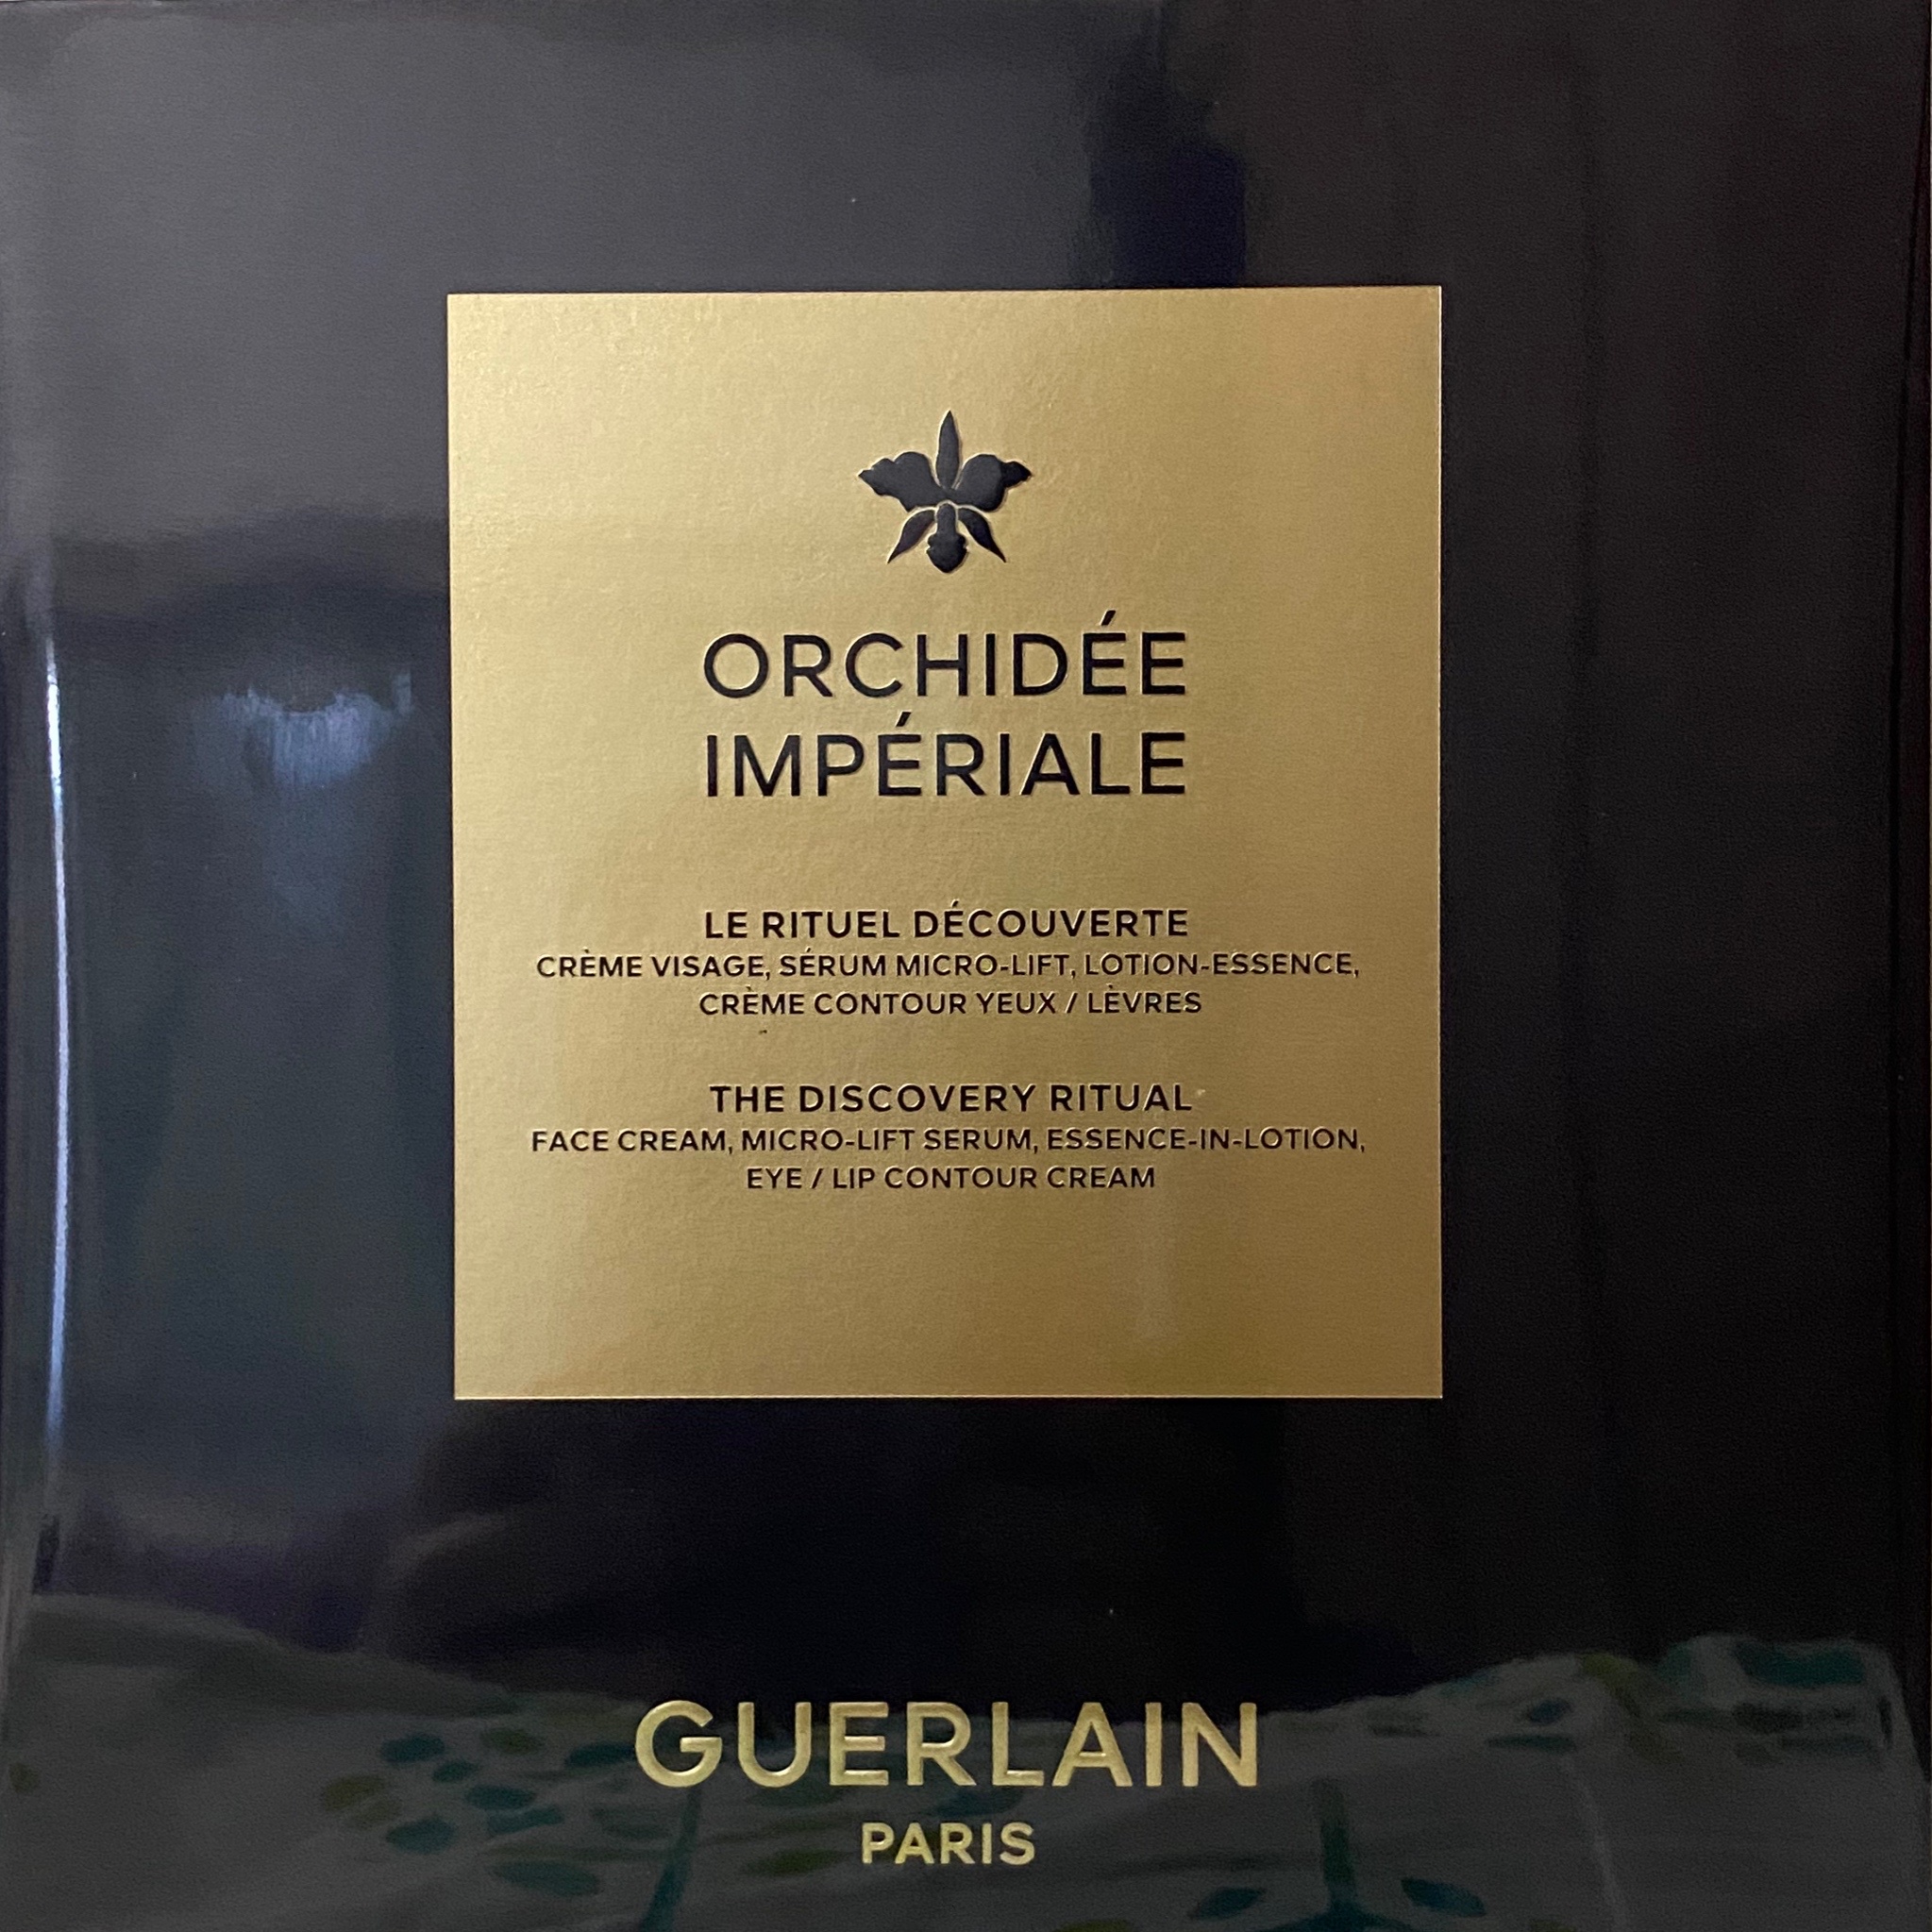 ORCHIDÉE
IMPÉRIALE
LE RITUEL DÉCOUVERTE
CRÈME VISAGE, SÉRUM MICRO-LIFT, LOTION-ESSENCE,
CRÈME CONTOUR YEUX / LÈVRES
THE DISCOVERY RITUAL
FACE CREAM, MICRO-LIFT SERUM, ESSENCE-IN-LOTION,
EYE / LIP CONTOUR CREAM
GUERLAIN
PARIS